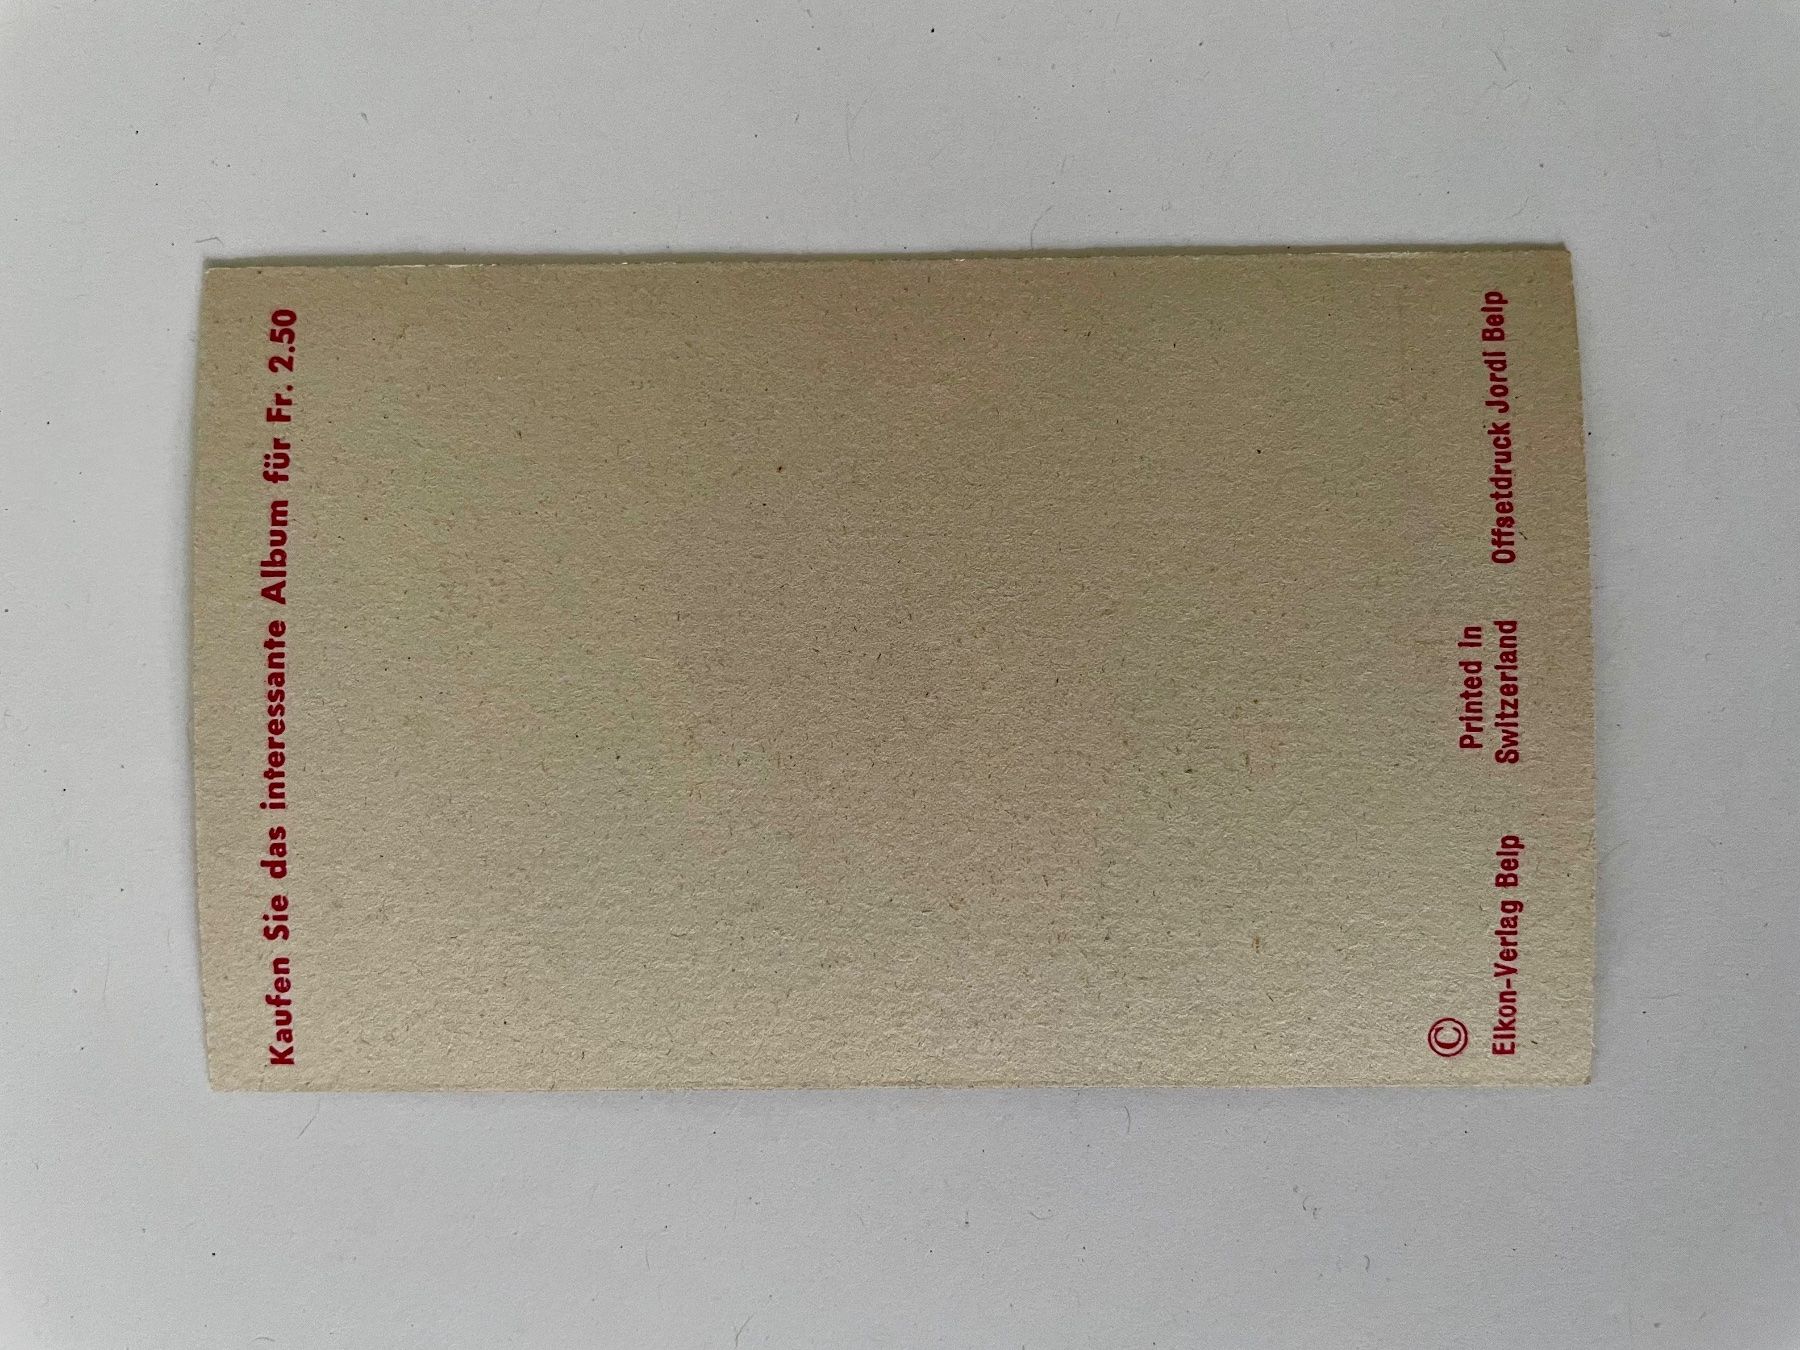 Kaufen Sie das interessante Album für Fr. 2.50
©
Printed in
Elkon-Verlag Belp Switzerland Offsetdruck Jordi Belp